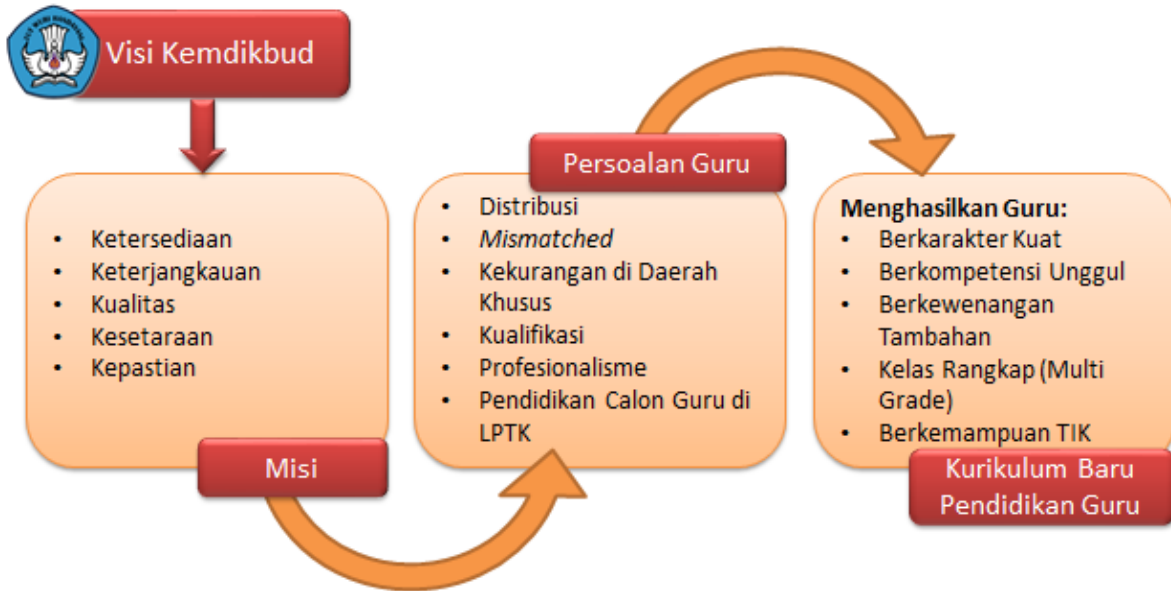 Visi Kemdikbud
• Ketersediaan
• Keterjangkauan
• Kualitas
• Kesetaraan
• Kepastian
Misi
Persoalan Guru
• Distribusi
• Mismatched
• Kekurangan di Daerah
Khusus
• Kualifikasi
• Profesionalisme
• Pendidikan Calon Guru di
LPTK
Menghasilkan Guru:
• Berkarakter Kuat
• Berkompetensi Unggul
• Berkewenangan
Tambahan
• Kelas Rangkap (Multi
Grade)
• Berkemampuan TIK
Kurikulum Baru
Pendidikan Guru